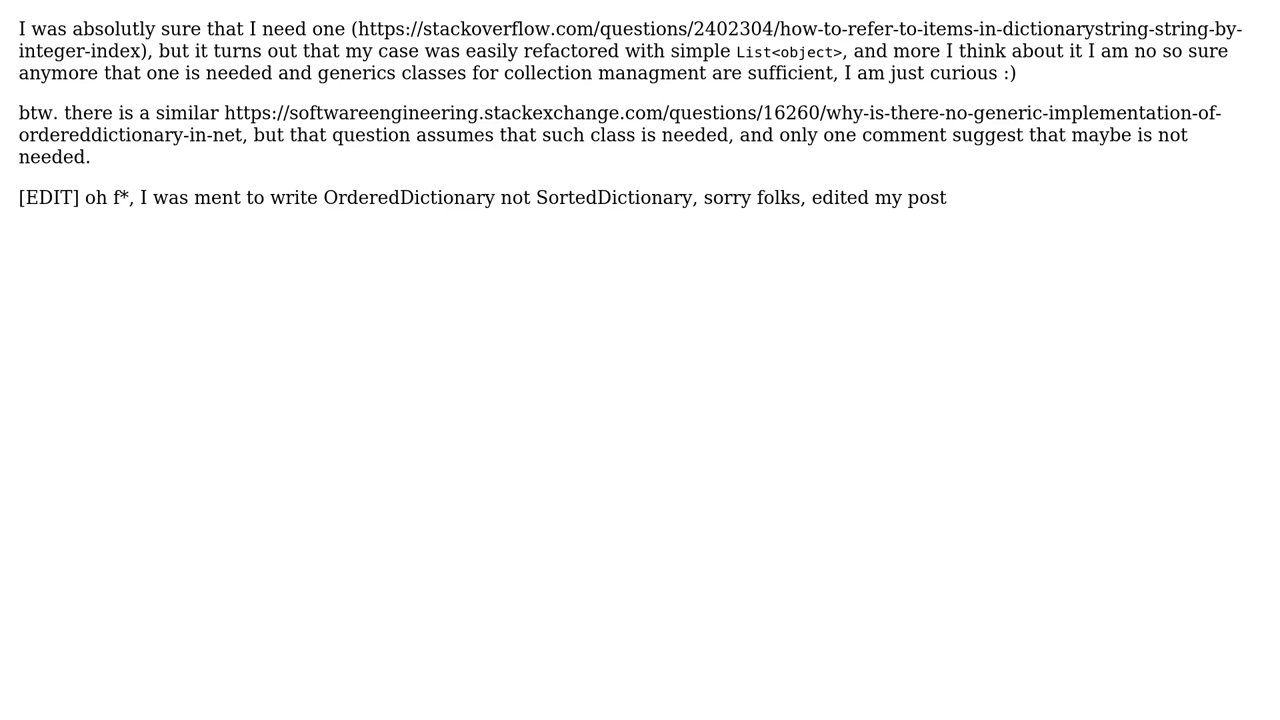 I was absolutly sure that I need one (https://stackoverflow.com/questions/2402304/how-to-refer-to-items-in-dictionarystring-string-by-
integer-index), but it turns out that my case was easily refactored with simple List<object>, and more I think about it I am no so sure
anymore that one is needed and generics classes for collection managment are sufficient, I am just curious :)
btw. there is a similar https://softwareengineering.stackexchange.com/questions/16260/why-is-there-no-generic-implementation-of-
ordereddictionary-in-net, but that question assumes that such class is needed, and only one comment suggest that maybe is not
needed.
[EDIT] oh f*, I was ment to write OrderedDictionary not SortedDictionary, sorry folks, edited my post